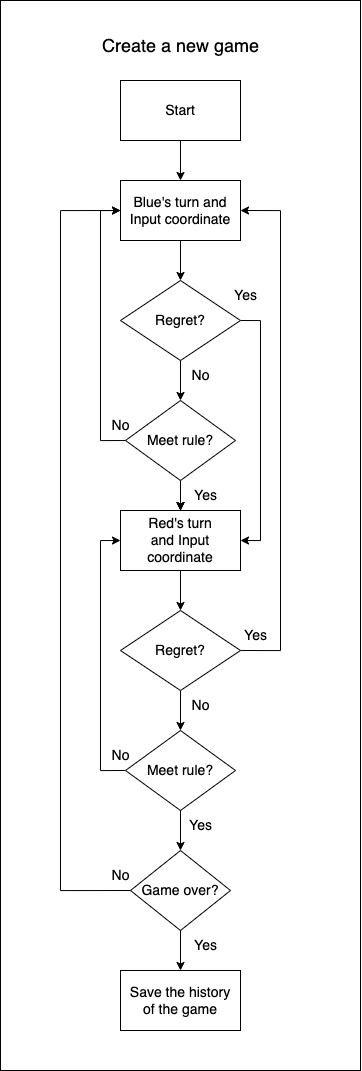 Create a new game
Start
Blue's turn and
Input coordinate
Yes
Regret?
No
No
Meet rule?
Yes
Red's turn
and Input
coordinate
Yes
Regret?
No
No
Meet rule?
Yes
No
Game over?
Yes
Save the history
of the game